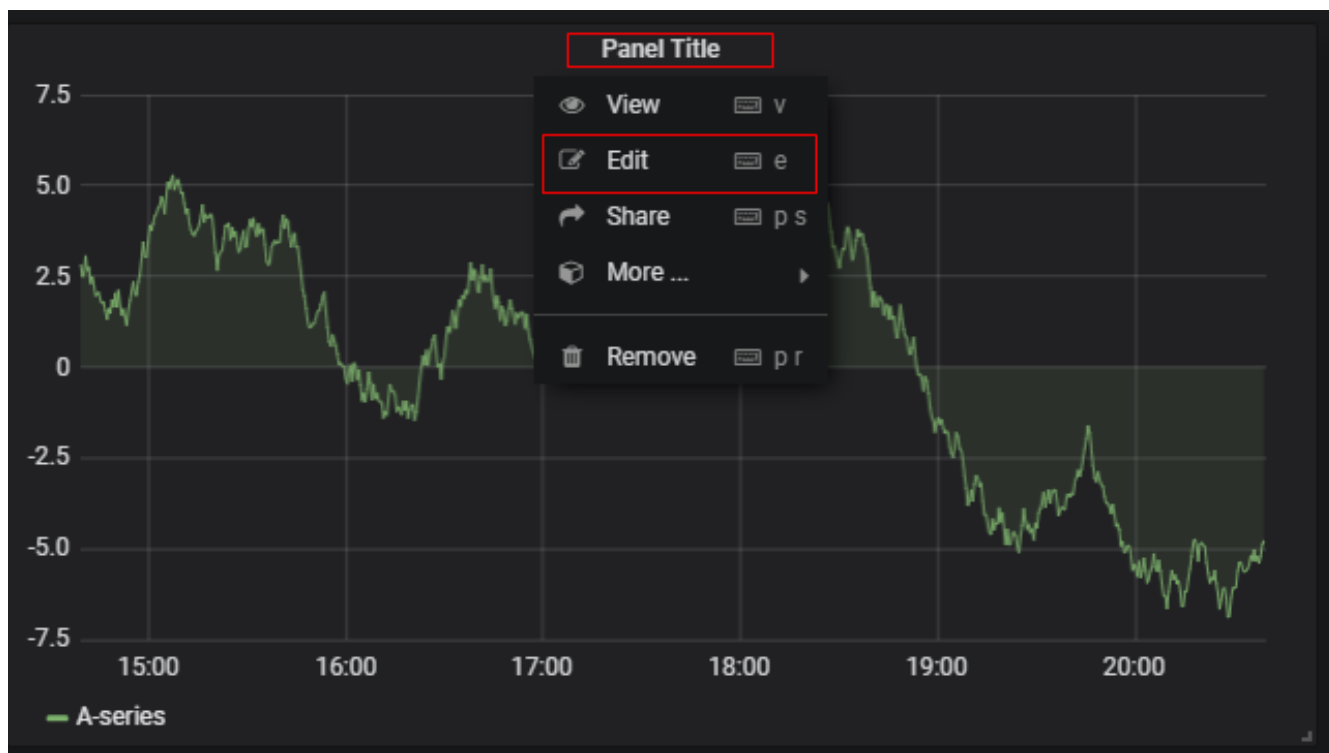 Panel Title
View v
Edit e
Share p s
More ...
Remove p r
7.5
5.0
2.5
0
-2.5
-5.0
-7.5
15:00 16:00 17:00 18:00 19:00 20:00
A-series